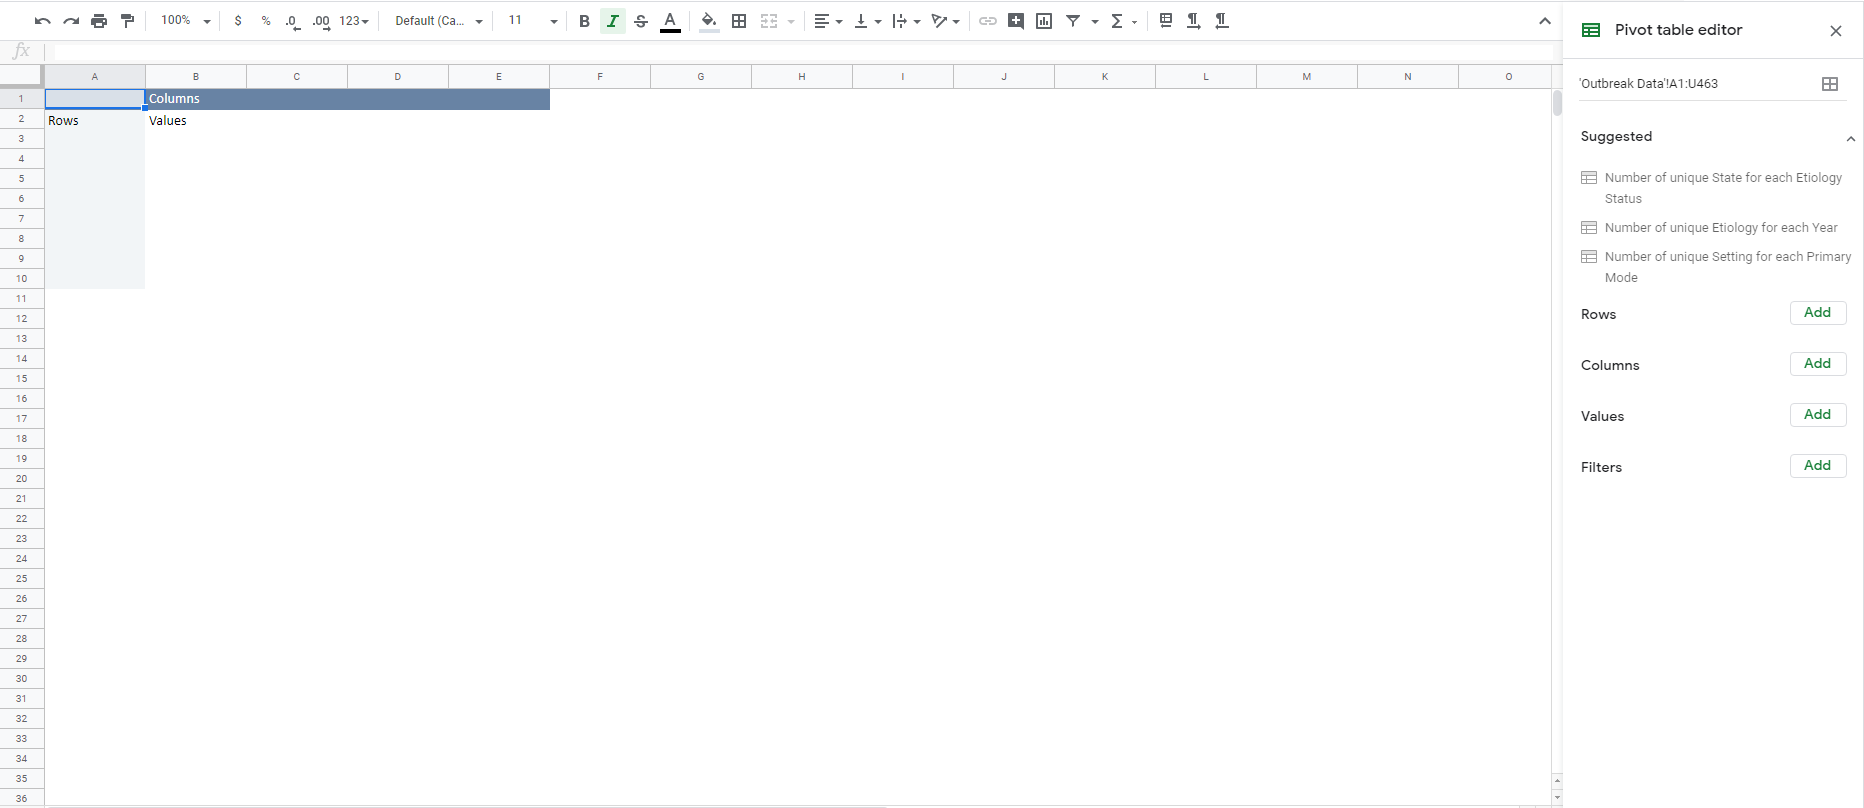 100% $ % .0 .00 123 Default (Ca... 11 B I S A
Pivot table editor
fx
A B C D E F G H I J K L M N O
'Outbreak Data'!A1:U463
1 Columns
2 Rows Values
3
4
5
6
7
8
9
10
11
12
13
14
15
16
17
18
19
20
21
22
23
24
25
26
27
28
29
30
31
32
33
34
35
36
Suggested
Number of unique State for each Etiology
Status
Number of unique Etiology for each Year
Number of unique Setting for each Primary
Mode
Rows Add
Columns Add
Values Add
Filters Add